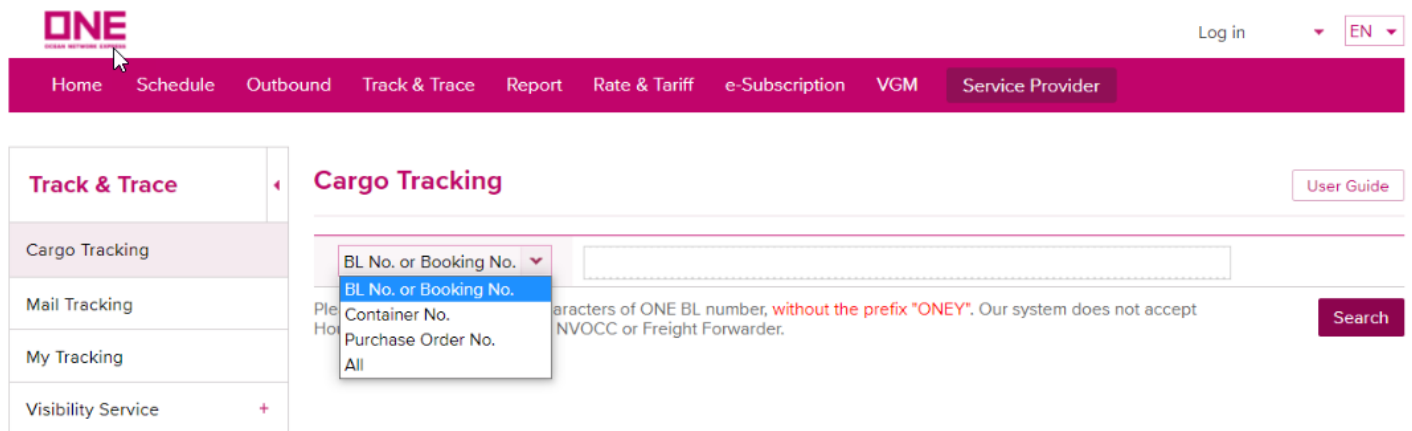 ONE
OCEAN NETWORK EXPRESS
Log in
EN
Home Schedule Outbound Track & Trace Report Rate & Tariff e-Subscription VGM Service Provider
Track & Trace
Cargo Tracking
User Guide
Cargo Tracking
Mail Tracking
My Tracking
Visibility Service +
BL No. or Booking No.
BL No. or Booking No.
Container No.
Purchase Order No.
All
Ple aracters of ONE BL number, without the prefix "ONEY". Our system does not accept
Ho NVOCC or Freight Forwarder.
Search